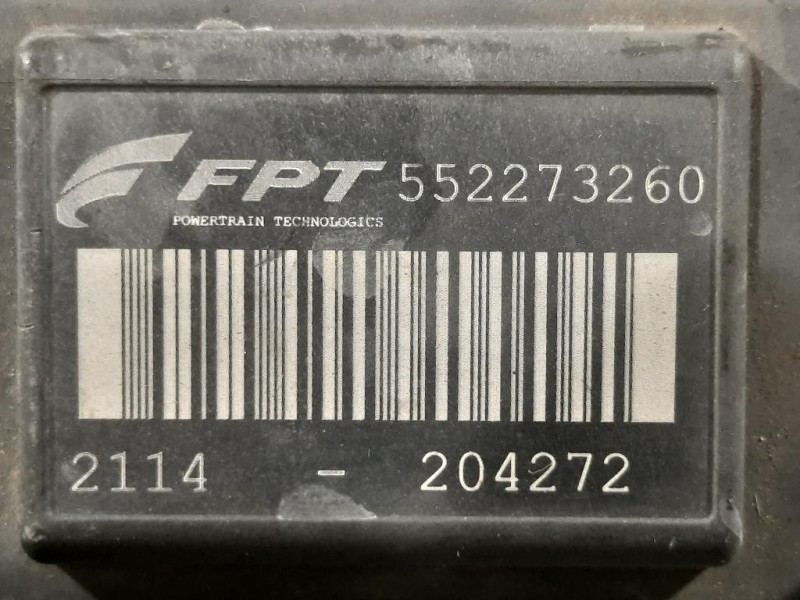 FPT 552273260
POWERTRAIN TECHNOLOGICS
2114 - 204272